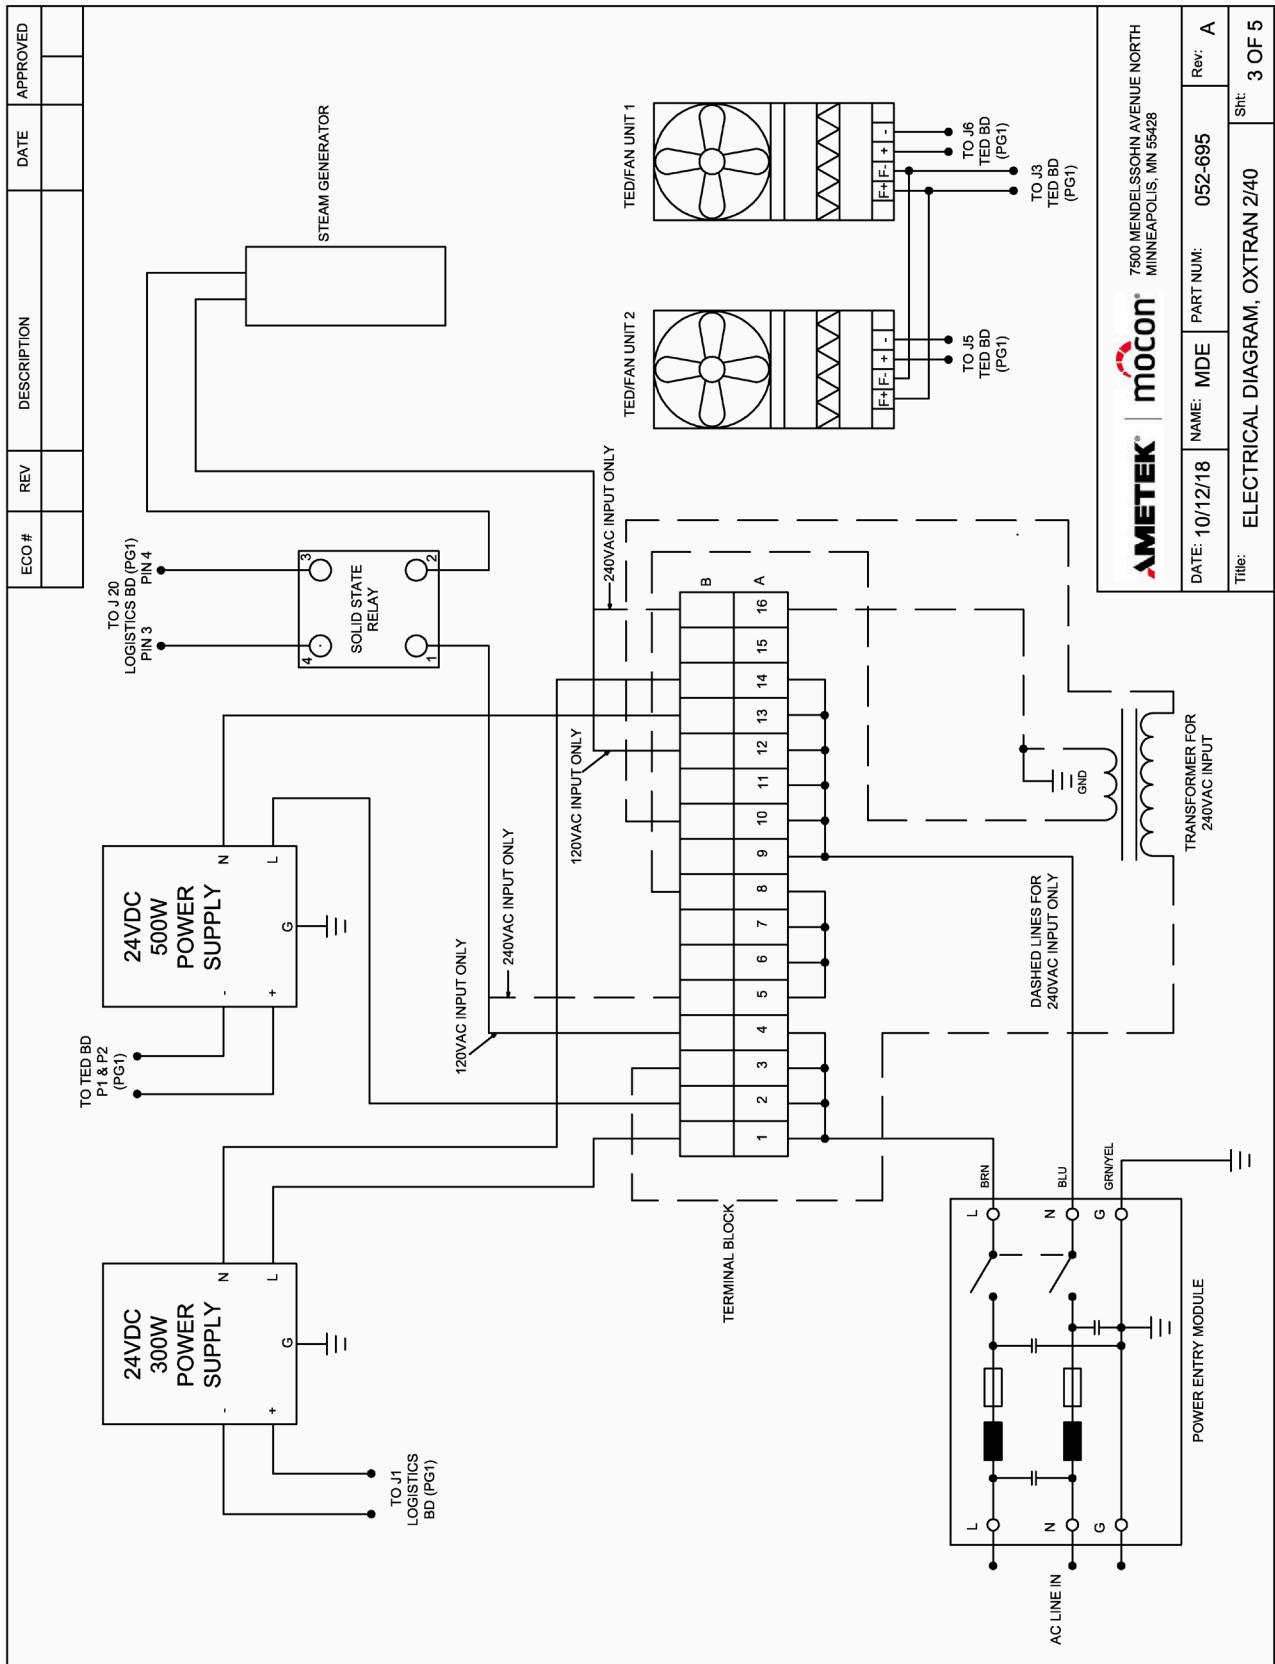 ECO #
REV
DESCRIPTION
DATE
APPROVED
TO J 20
LOGISTICS BD (PG1)
PIN 3
PIN 4
4
3
SOLID STATE
RELAY
1
2
STEAM GENERATOR
24VDC
300W
POWER
SUPPLY
-
+
G
N
L
TO J1
LOGISTICS
BD (PG1)
24VDC
500W
POWER
SUPPLY
-
+
G
N
L
TO TED BD
P1 & P2
(PG1)
120VAC INPUT ONLY
240VAC INPUT ONLY
120VAC INPUT ONLY
240VAC INPUT ONLY
TERMINAL BLOCK
B
A
1
2
3
4
5
6
7
8
9
10
11
12
13
14
15
16
TED/FAN UNIT 2
F+
F-
+
-
TO J5
TED BD
(PG1)
TED/FAN UNIT 1
F+
F-
+
-
TO J6
TED BD
(PG1)
TO J3
TED BD
(PG1)
DASHED LINES FOR
240VAC INPUT ONLY
GND
TRANSFORMER FOR
240VAC INPUT
AC LINE IN
L
N
G
L
N
G
BRN
BLU
GRN/YEL
POWER ENTRY MODULE
AMETEK® mocon®
7500 MENDELSSOHN AVENUE NORTH
MINNEAPOLIS, MN 55428
DATE: 10/12/18
NAME: MDE
PART NUM: 052-695
Rev: A
Title: ELECTRICAL DIAGRAM, OXTRAN 2/40
Sht: 3 OF 5